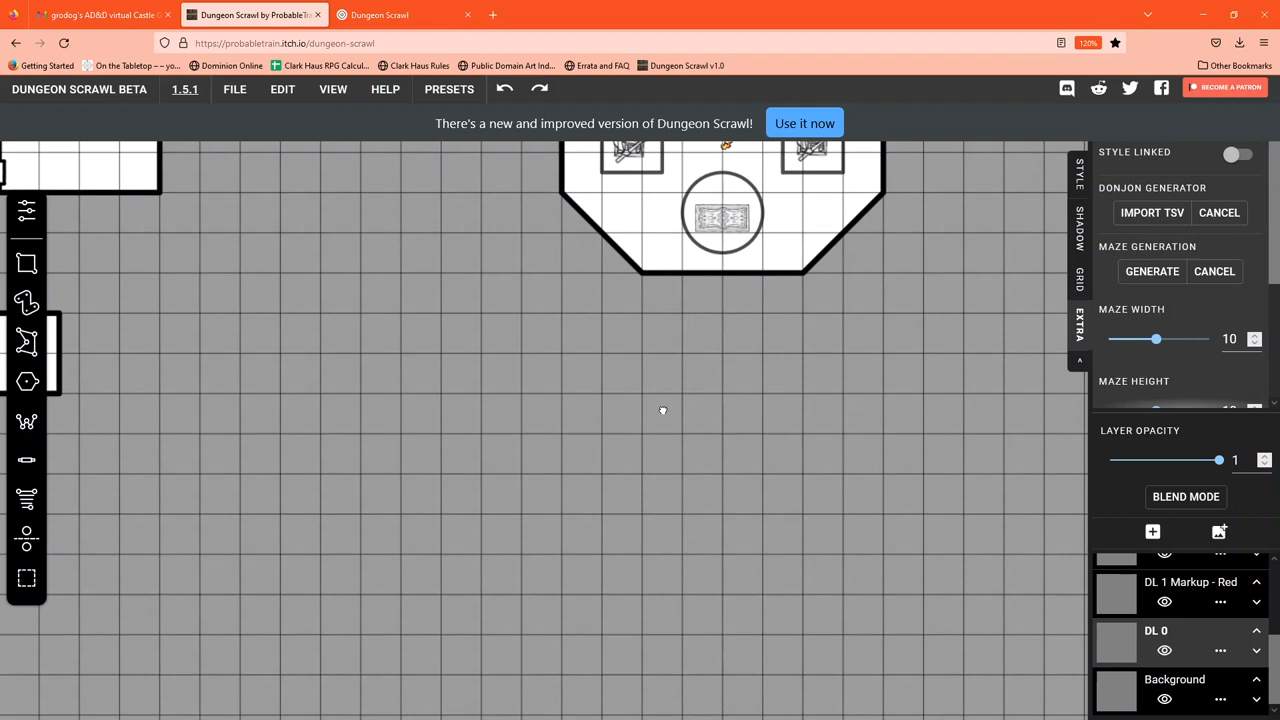 grodog's AD&D virtual Castle
Dungeon Scrawl by ProbableTra
Dungeon Scrawl
https://probabletrain.itch.io/dungeon-scrawl
120%
Getting Started
On the Tabletop – – yo…
Dominion Online
Clark Haus RPG Calcul…
Clark Haus Rules
Public Domain Art Ind…
Errata and FAQ
Dungeon Scrawl v1.0
Other Bookmarks
DUNGEON SCRAWL BETA
1.5.1
FILE
EDIT
VIEW
HELP
PRESETS
BECOME A PATRON
There's a new and improved version of Dungeon Scrawl!
Use it now
STYLE
SHADOW
GRID
EXTRA
STYLE LINKED
DONJON GENERATOR
IMPORT TSV
CANCEL
MAZE GENERATION
GENERATE
CANCEL
MAZE WIDTH
10
MAZE HEIGHT
LAYER OPACITY
1
BLEND MODE
DL 1 Markup - Red
DL 0
Background